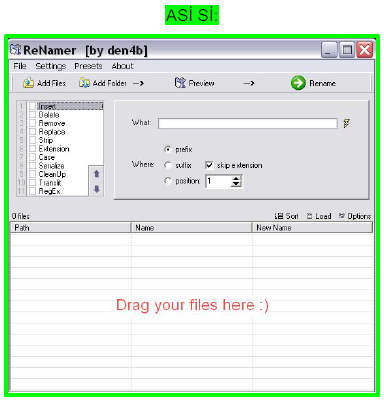 ASÍ SÍ:
ReNamer [by den4b]
File Settings Presets About
Add Files Add Folder --> Preview --> Rename
1 Insert
2 Delete
3 Remove
4 Replace
5 Strip
6 Extension
7 Case
8 Serialize
9 CleanUp
10 Translit
11 RegEx
What:
Where:
prefix
suffix
skip extension
position: 1
0 files
Sort Load Options
Path Name New Name
Drag your files here :)